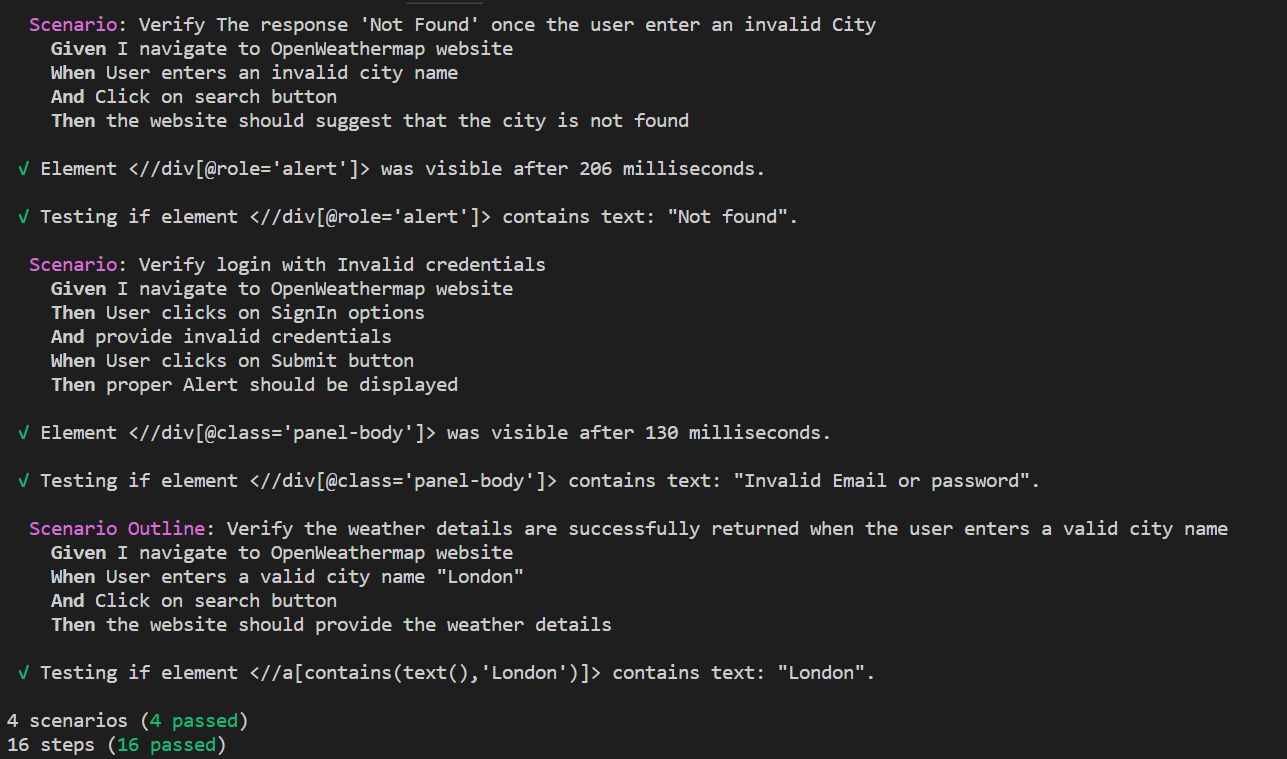 Scenario: Verify The response 'Not Found' once the user enter an invalid City
Given I navigate to OpenWeathermap website
When User enters an invalid city name
And Click on search button
Then the website should suggest that the city is not found
√ Element <//div[@role='alert']> was visible after 206 milliseconds.
√ Testing if element <//div[@role='alert']> contains text: "Not found".
Scenario: Verify login with Invalid credentials
Given I navigate to OpenWeathermap website
Then User clicks on SignIn options
And provide invalid credentials
When User clicks on Submit button
Then proper Alert should be displayed
√ Element <//div[@class='panel-body']> was visible after 130 milliseconds.
√ Testing if element <//div[@class='panel-body']> contains text: "Invalid Email or password".
Scenario Outline: Verify the weather details are successfully returned when the user enters a valid city name
Given I navigate to OpenWeathermap website
When User enters a valid city name "London"
And Click on search button
Then the website should provide the weather details
√ Testing if element <//a[contains(text(),'London')]> contains text: "London".
4 scenarios (4 passed)
16 steps (16 passed)